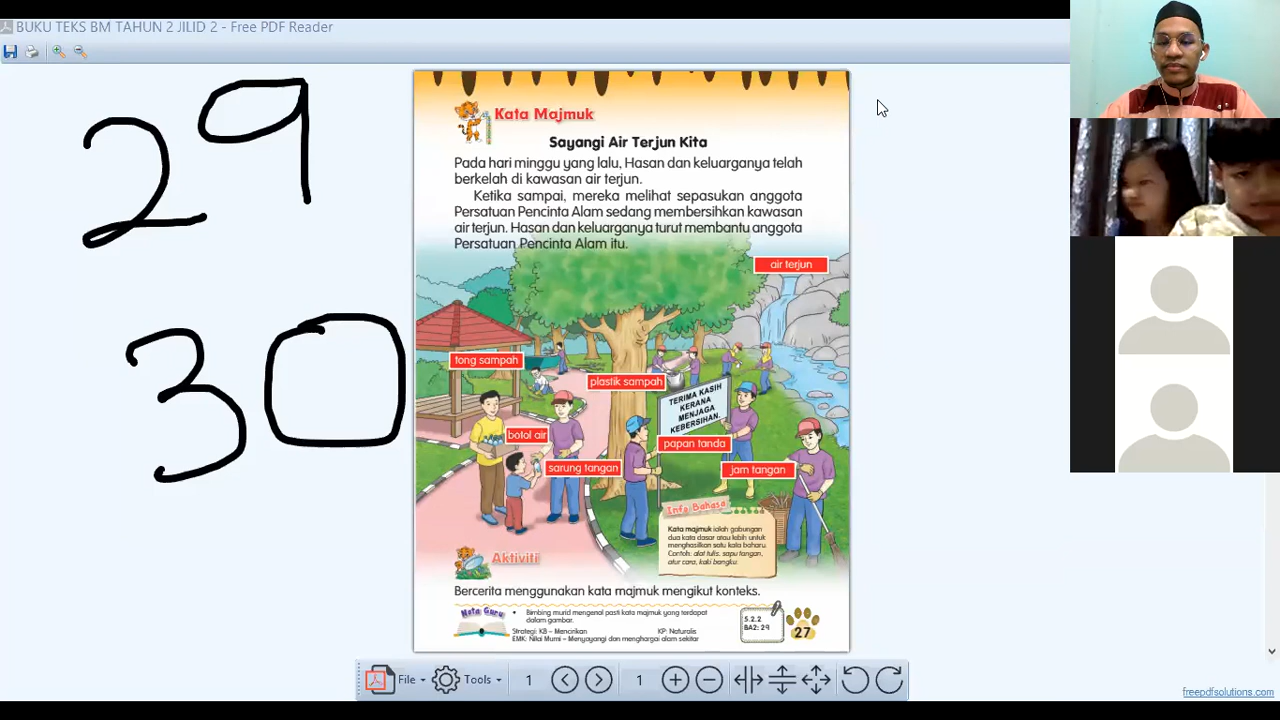 BUKU TEKS BM TAHUN 2 JILID 2 - Free PDF Reader
29
30
Kata Majmuk
Sayangi Air Terjun Kita
Pada hari minggu yang lalu, Hasan dan keluarganya telah
berkelah di kawasan air terjun.
Ketika sampai, mereka melihat sepasukan anggota
Persatuan Pencinta Alam sedang membersihkan kawasan
air terjun. Hasan dan keluarganya turut membantu anggota
Persatuan Pencinta Alam itu.
air terjun
tong sampah
plastik sampah
TERIMA KASIH
KERANA
MENJAGA
KEBERSIHAN.
botol air
papan tanda
sarung tangan
jam tangan
Info Bahasa
Kata majmuk ialah gabungan
dua kata dasar atau lebih untuk
menghasilkan satu kata baharu.
Contoh: alat tulis, sapu tangan,
atur cara, kaki bangku.
Aktiviti
Bercerita menggunakan kata majmuk mengikut konteks.
Nota Guru
• Bimbing murid mengenal pasti kata majmuk yang terdapat
dalam gambar.
Strategi: KB – Mencirikan KP: Naturalis
EMK: Nilai Murni – Menyayangi dan menghargai alam sekitar
5.2.2
BA2: 29
27
File Tools 1 1
freepdfsolutions.com